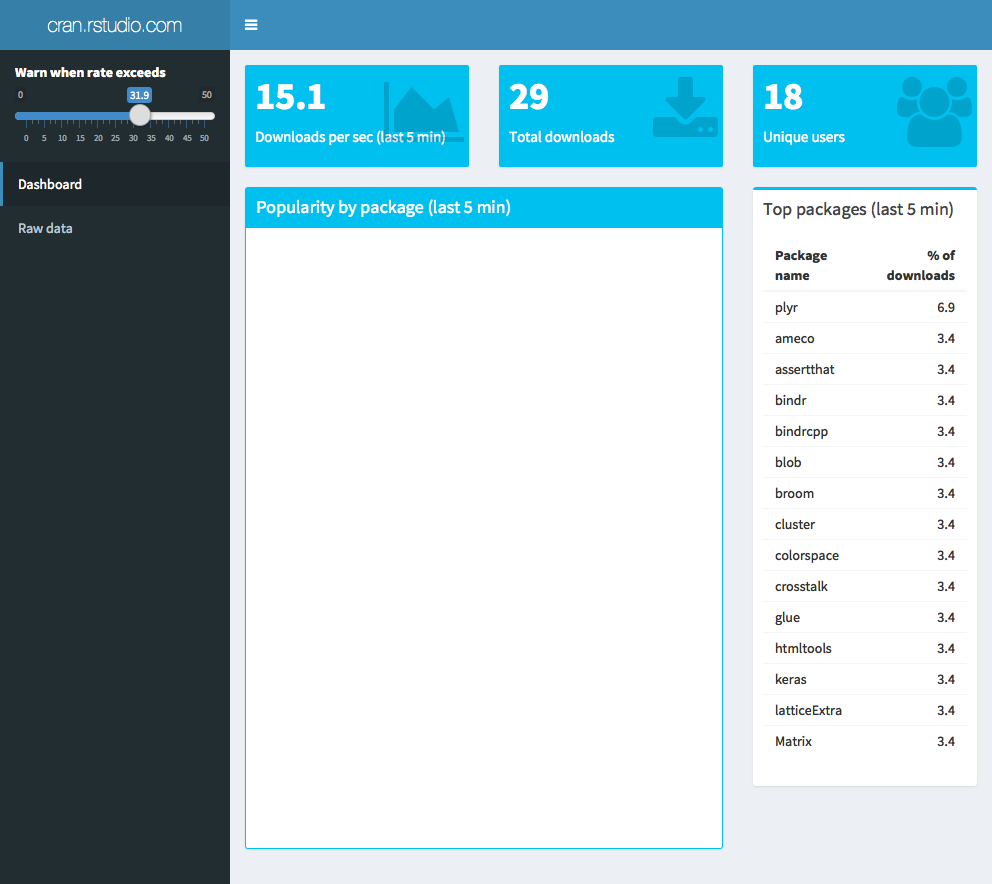 cran.rstudio.com
Warn when rate exceeds
0 31.9 50
0 5 10 15 20 25 30 35 40 45 50
Dashboard
Raw data
15.1
Downloads per sec (last 5 min)
29
Total downloads
18
Unique users
Popularity by package (last 5 min)
Top packages (last 5 min)
Package % of
name downloads
plyr 6.9
ameco 3.4
assertthat 3.4
bindr 3.4
bindrcpp 3.4
blob 3.4
broom 3.4
cluster 3.4
colorspace 3.4
crosstalk 3.4
glue 3.4
htmltools 3.4
keras 3.4
latticeExtra 3.4
Matrix 3.4